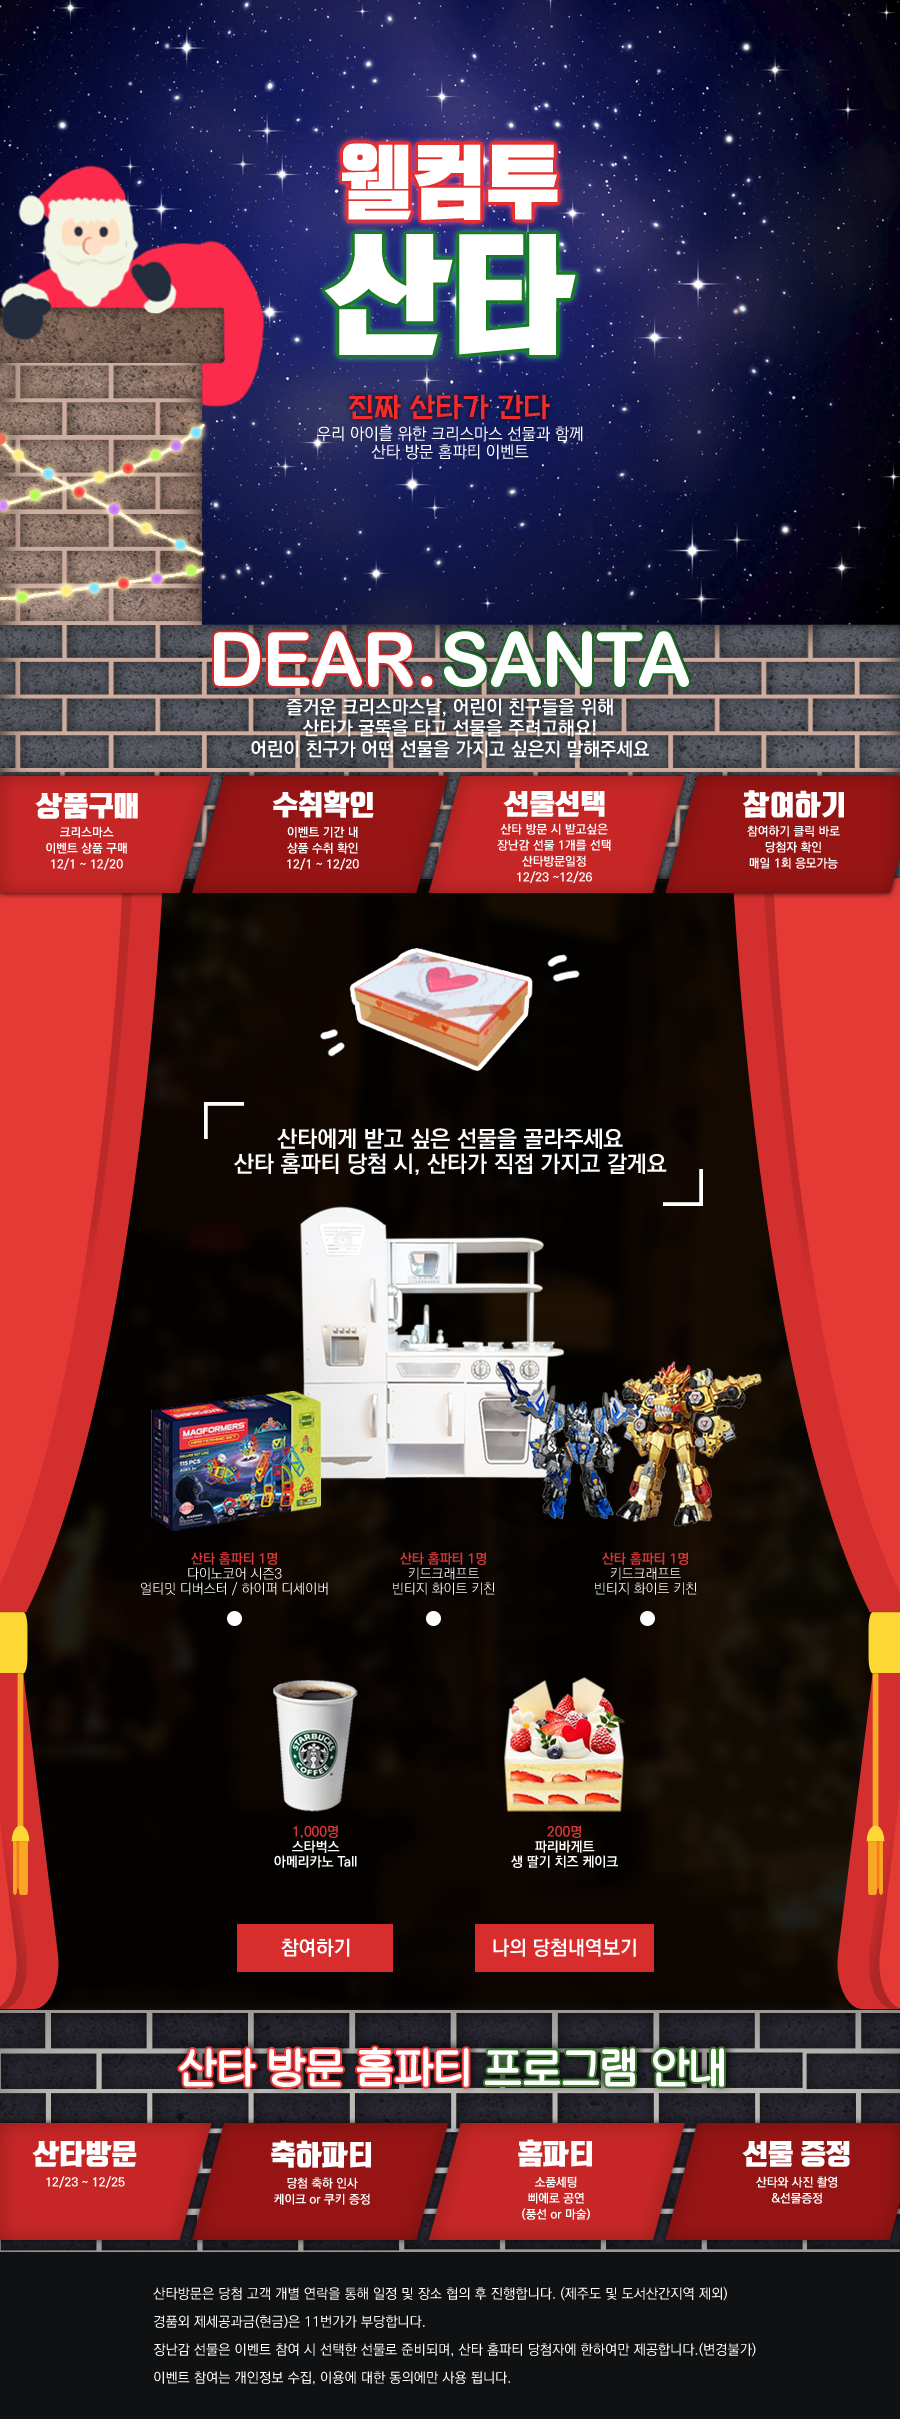 웰컴투
산타
진짜 산타가 간다
우리 아이를 위한 크리스마스 선물과 함께
산타 방문 홈파티 이벤트
DEAR.SANTA
즐거운 크리스마스날, 어린이 친구들을 위해
산타가 굴뚝을 타고 선물을 주려고해요!
어린이 친구가 어떤 선물을 가지고 싶은지 말해주세요
상품구매
크리스마스
이벤트 상품 구매
12/1 ~ 12/20
수취확인
이벤트 기간 내
상품 수취 확인
12/1 ~ 12/20
선물선택
산타 방문 시 받고싶은
장난감 선물 1개를 선택
산타방문일정
12/23 ~12/26
참여하기
참여하기 클릭 바로
당첨자 확인
매일 1회 응모가능
산타에게 받고 싶은 선물을 골라주세요
산타 홈파티 당첨 시, 산타가 직접 가지고 갈게요
MAGFORMERS
115 PCS
산타 홈파티 1명
다이노코어 시즌3
얼티밋 디버스터 / 하이퍼 디세이버
산타 홈파티 1명
키드크래프트
빈티지 화이트 키친
산타 홈파티 1명
키드크래프트
빈티지 화이트 키친
STARBUCKS
COFFEE
1,000명
스타벅스
아메리카노 Tall
200명
파리바게트
생 딸기 치즈 케이크
참여하기
나의 당첨내역보기
산타 방문 홈파티 프로그램 안내
산타방문
12/23 ~ 12/25
축하파티
당첨 축하 인사
케이크 or 쿠키 증정
홈파티
소품세팅
삐에로 공연
(풍선 or 마술)
선물 증정
산타와 사진 촬영
&선물증정
산타방문은 당첨 고객 개별 연락을 통해 일정 및 장소 협의 후 진행합니다. (제주도 및 도서산간지역 제외)
경품외 제세공과금(현금)은 11번가가 부당합니다.
장난감 선물은 이벤트 참여 시 선택한 선물로 준비되며, 산타 홈파티 당첨자에 한하여만 제공합니다.(변경불가)
이벤트 참여는 개인정보 수집, 이용에 대한 동의에만 사용 됩니다.